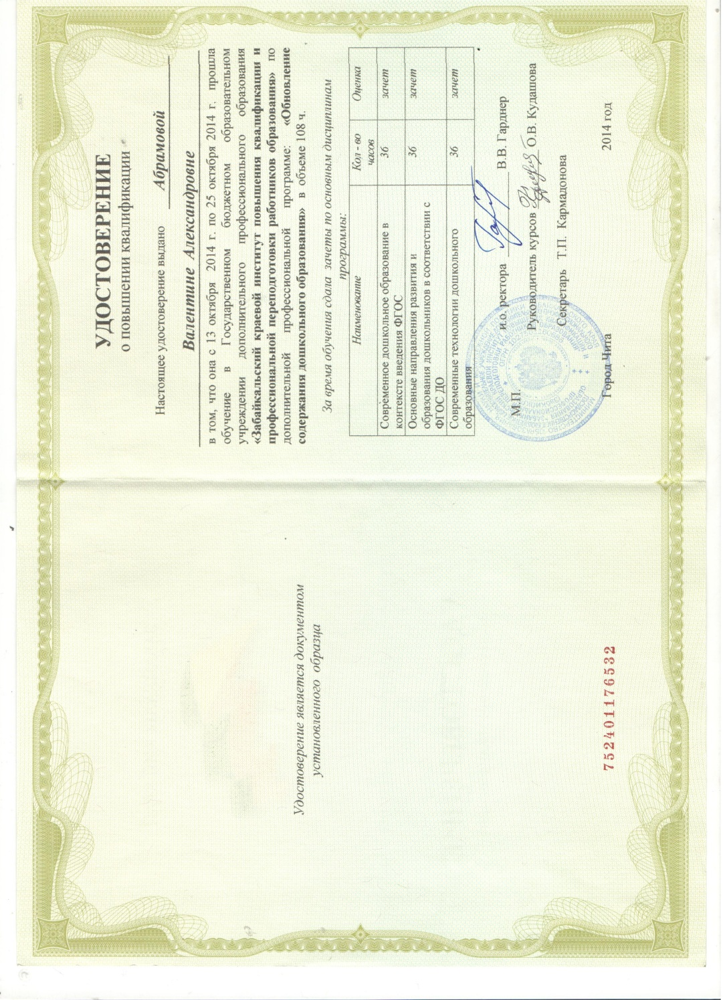 Удостоверение является документом
установленного образца
752401176532
УДОСТОВЕРЕНИЕ
о повышении квалификации
Настоящее удостоверение выдано Абрамовой
Валентине Александровне
в том, что она с 13 октября 2014 г. по 25 октября 2014 г. прошла
обучение в Государственном бюджетном образовательном
учреждении дополнительного профессионального образования
«Забайкальский краевой институт повышения квалификации и
профессиональной переподготовки работников образования» по
дополнительной профессиональной программе: «Обновление
содержания дошкольного образования» в объеме 108 ч.
За время обучения сдала зачеты по основным дисциплинам
программы:
Наименование Кол - во часов Оценка
Современное дошкольное образование в 36 зачет
контексте введения ФГОС
Основные направления развития и 36 зачет
образования дошкольников в соответствии с
ФГОС ДО
Современные технологии дошкольного 36 зачет
образования
М.П. и.о. ректора В.В. Гарднер
Руководитель курсов О.В. Кудашова
Секретарь Т.П. Кармадонова
Город Чита 2014 год